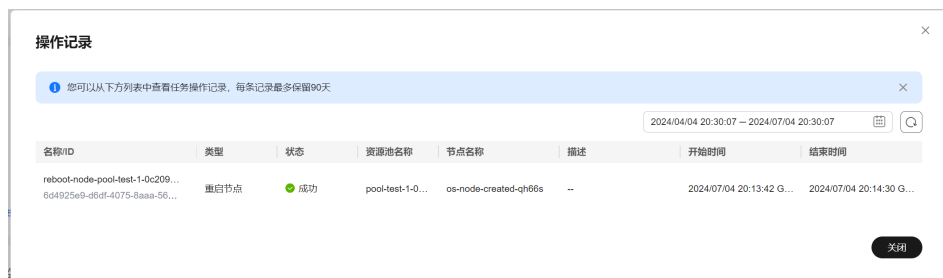 操作记录
您可以从下方列表中查看任务操作记录，每条记录最多保留90天
2024/04/04 20:30:07 – 2024/07/04 20:30:07
名称/ID 类型 状态 资源池名称 节点名称 描述 开始时间 结束时间
reboot-node-pool-test-1-0c209...
6d4925e9-d6df-4075-8aaa-56...
重启节点 成功 pool-test-1-0... os-node-created-qh66s -- 2024/07/04 20:13:42 G... 2024/07/04 20:14:30 G...
关闭